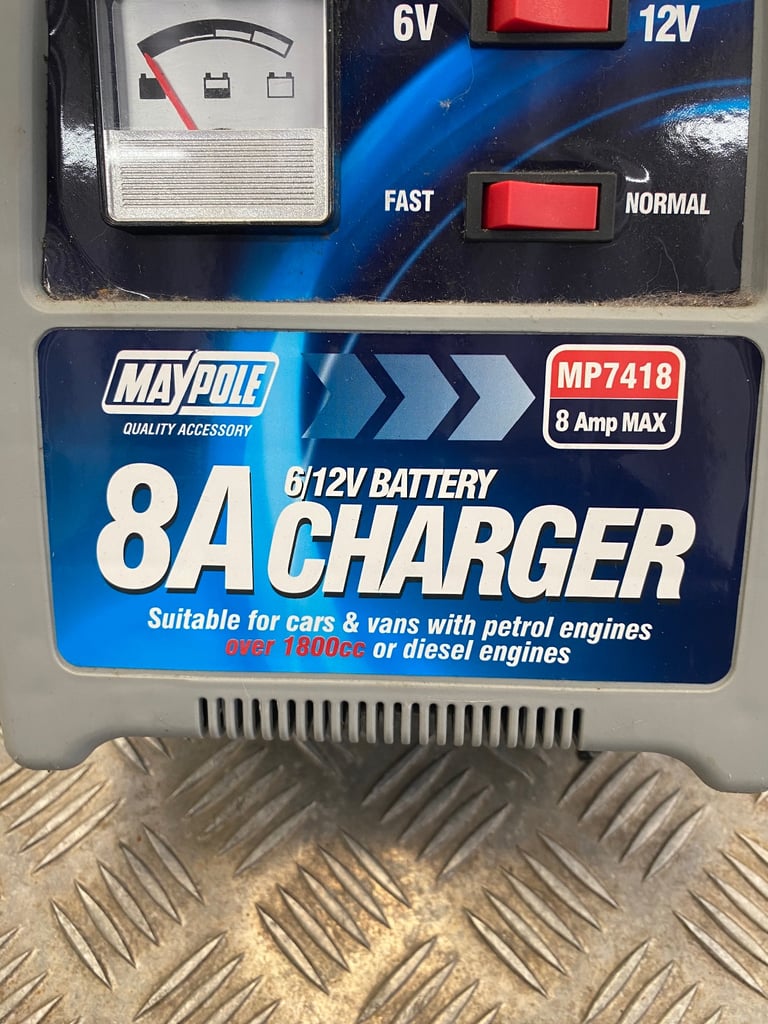 6V 12V
FAST NORMAL
MAYPOLE
QUALITY ACCESSORY
MP7418
8 Amp MAX
6/12V BATTERY
8A CHARGER
Suitable for cars & vans with petrol engines
over 1800cc or diesel engines